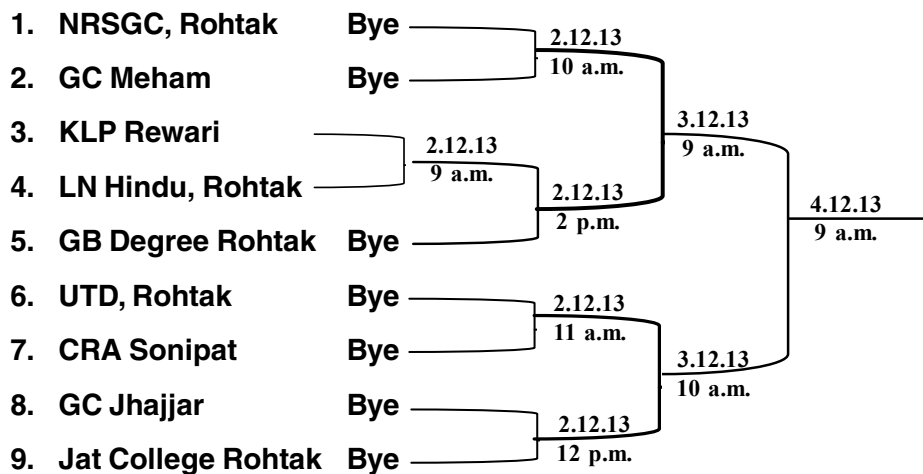 1. NRSGC, Rohtak Bye
2.12.13
10 a.m.
2. GC Meham Bye
3. KLP Rewari
3.12.13
9 a.m.
2.12.13
9 a.m.
4. LN Hindu, Rohtak
2.12.13
2 p.m.
4.12.13
9 a.m.
5. GB Degree Rohtak Bye
6. UTD, Rohtak Bye
2.12.13
11 a.m.
7. CRA Sonipat Bye
3.12.13
10 a.m.
8. GC Jhajjar Bye
2.12.13
12 p.m.
9. Jat College Rohtak Bye